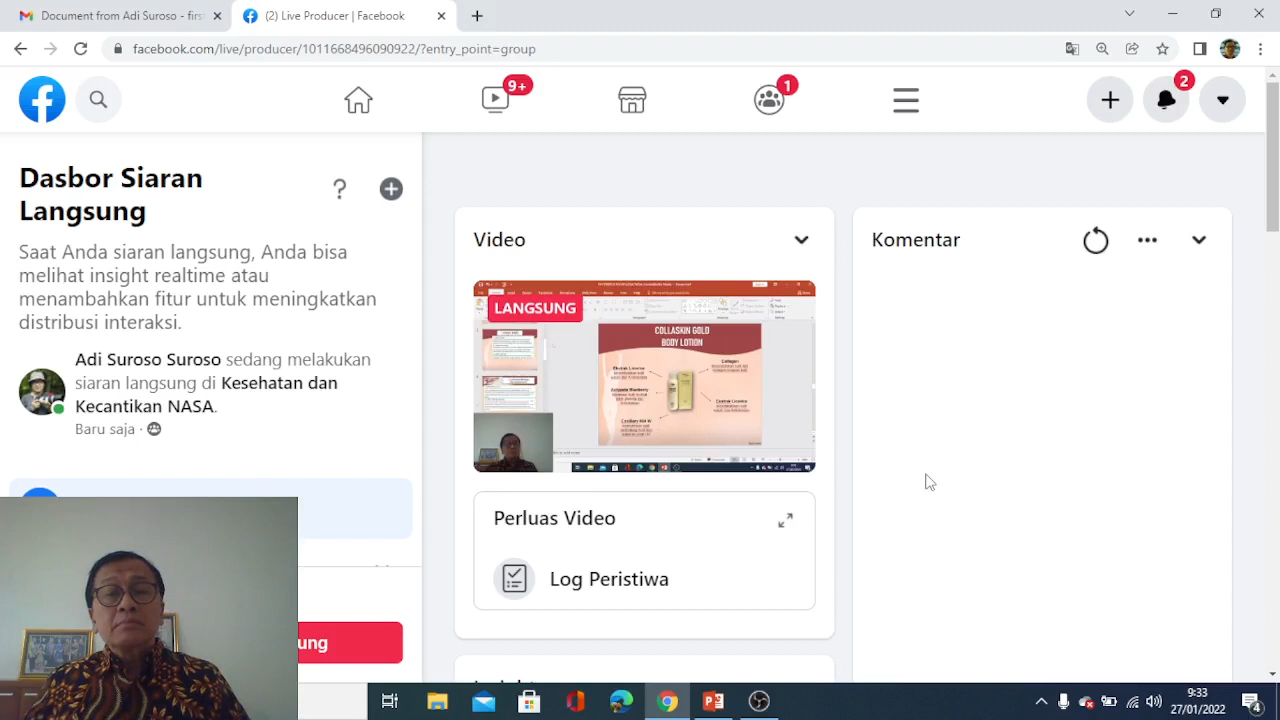 Document from Adi Suroso - firs
(2) Live Producer | Facebook
facebook.com/live/producer/1011668496090922/?entry_point=group
9+
1
2
Dasbor Siaran
Langsung
Saat Anda siaran langsung, Anda bisa
melihat insight realtime atau
menambahkan fitur untuk meningkatkan
distribusi interaksi.
Adi Suroso Suroso sedang melakukan
siaran langsung di Kesehatan dan
Kecantikan NASA.
Baru saja ·
ung
Video
LANGSUNG
COLLASKIN GOLD
BODY LOTION
Collagen
Perluas Video
Log Peristiwa
Komentar
9:33
27/01/2022
4